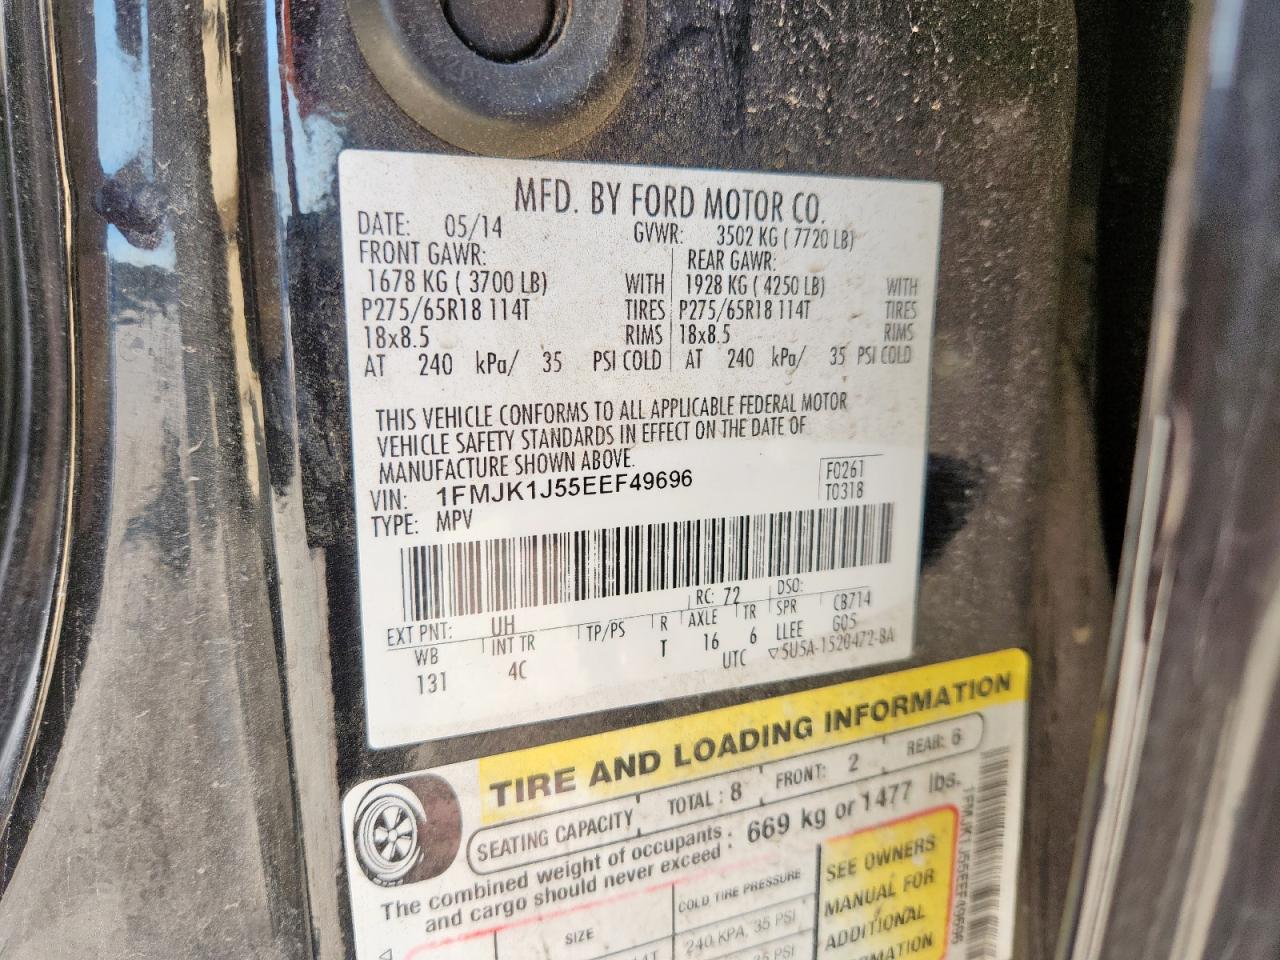 MFD. BY FORD MOTOR CO.
DATE: 05/14 GVWR: 3502 KG ( 7720 LB)
FRONT GAWR: REAR GAWR:
1678 KG ( 3700 LB) WITH 1928 KG ( 4250 LB) WITH
P275/65R18 114T TIRES P275/65R18 114T TIRES
18x8.5 RIMS 18x8.5 RIMS
AT 240 kPa/ 35 PSI COLD AT 240 kPa/ 35 PSI COLD
THIS VEHICLE CONFORMS TO ALL APPLICABLE FEDERAL MOTOR
VEHICLE SAFETY STANDARDS IN EFFECT ON THE DATE OF
MANUFACTURE SHOWN ABOVE.
VIN: 1FMJK1J55EEF49696 F0261
TYPE: MPV T0318
EXT PNT: UH RC: 72 DSO:
WB INT TR TP/PS R AXLE TR SPR CB714
131 4C T 16 6 LLEE G05
UTC ▽5U5A-1520472-BA
TIRE AND LOADING INFORMATION
SEATING CAPACITY TOTAL : 8 FRONT: 2 REAR: 6
The combined weight of occupants and cargo should never exceed : 669 kg or 1477 lbs.
SIZE COLD TIRE PRESSURE SEE OWNERS
240 KPA, 35 PSI MANUAL FOR
35 PSI ADDITIONAL
1FMJK1J55EEF49696